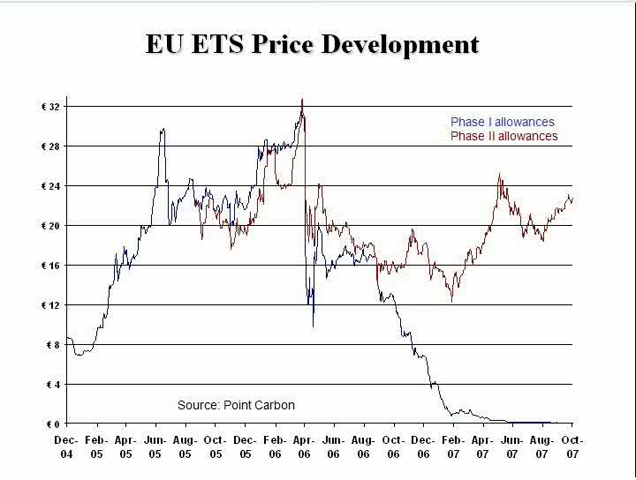 EU ETS Price Development
Phase I allowances
Phase II allowances
€ 32
€ 28
€ 24
€ 20
€ 16
€ 12
€ 8
€ 4
€ 0
Source: Point Carbon
Dec- Feb- Apr- Jun- Aug- Oct- Dec- Feb- Apr- Jun- Aug- Oct- Dec- Feb- Apr- Jun- Aug- Oct-
04 05 05 05 05 05 05 06 06 06 06 06 06 07 07 07 07 07